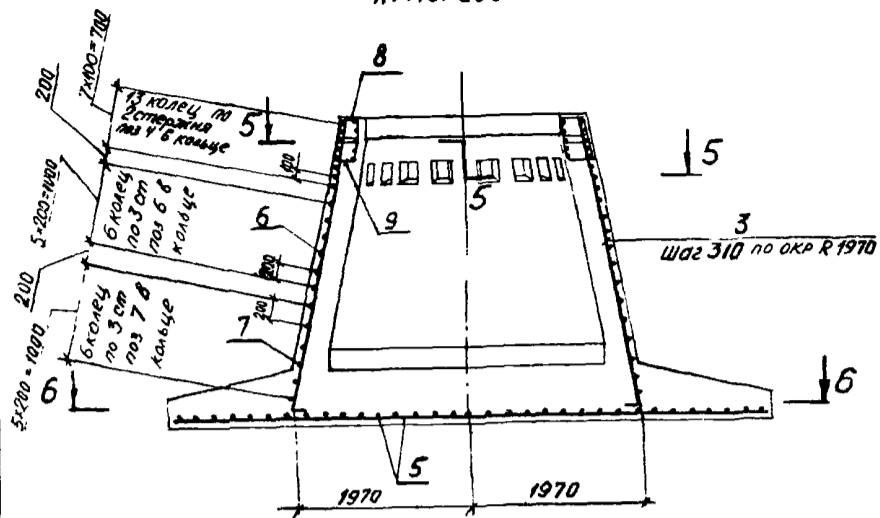 8
7×100=700
200
13 колец по
2 стержня
поз 4 в кольце
5
5
5
100
5×200=1000
6 колец
по 3 ст
поз 6 в
кольце
6
9
3
шаг 310 по окр R 1970
200
200
200
6 колец
по 3 ст
поз 7 в
кольце
7
5×200=1000
6
6
5
1970
1970